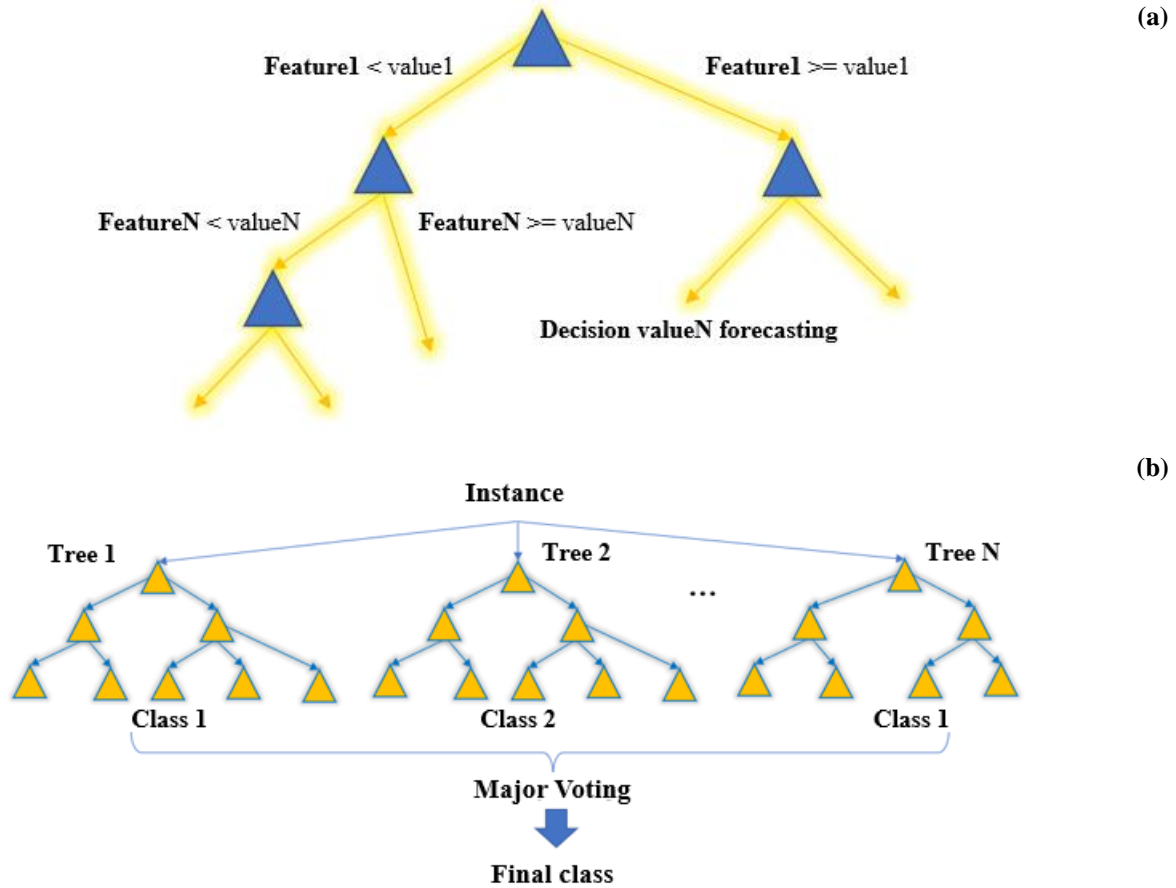 (a)
Feature1 < value1
Feature1 >= value1
FeatureN < valueN
FeatureN >= valueN
Decision valueN forecasting
(b)
Instance
Tree 1
Tree 2
Tree N
...
Class 1
Class 2
Class 1
Major Voting
Final class